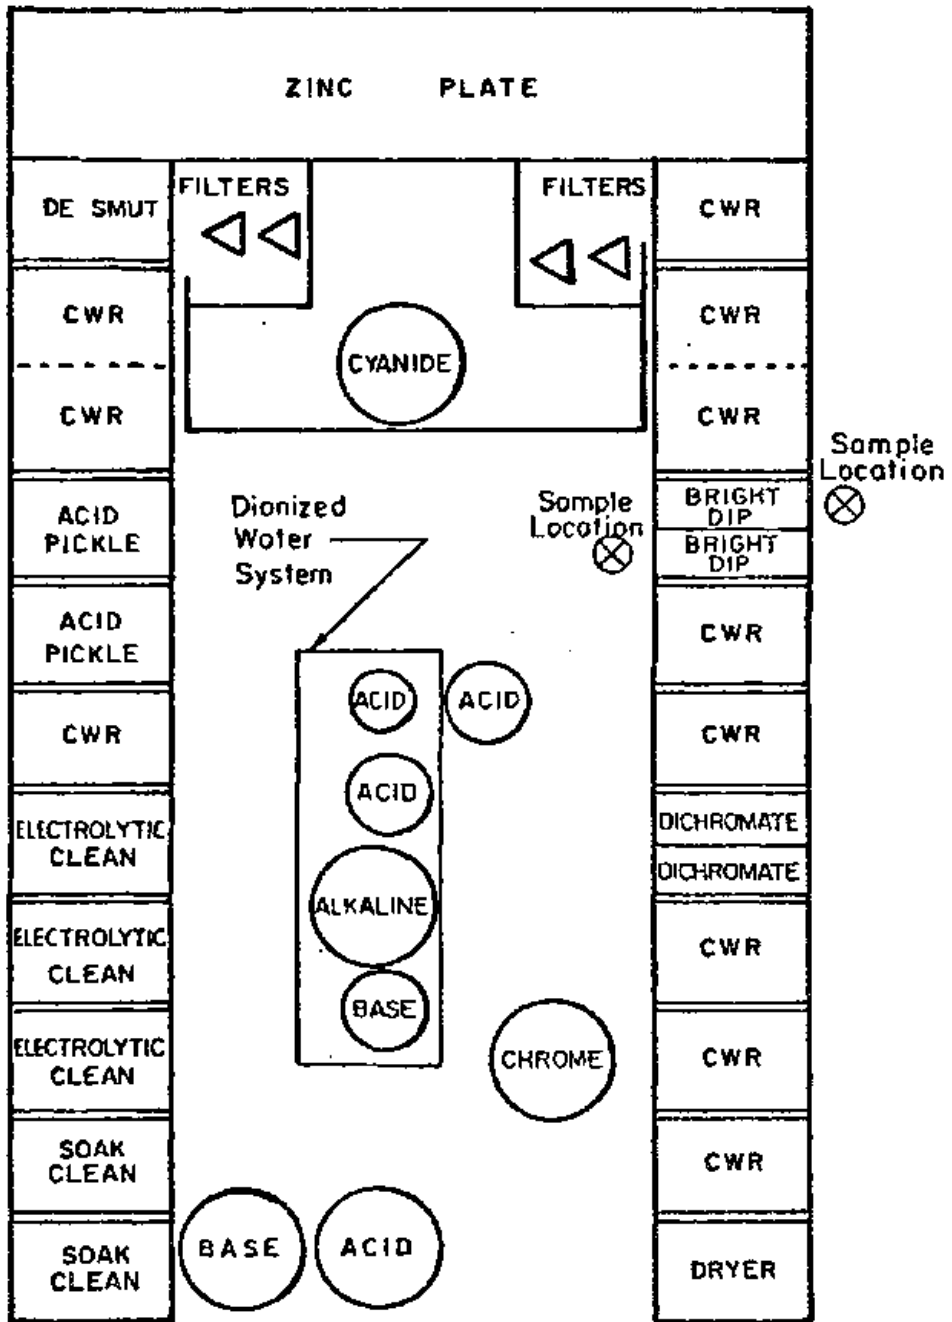 ZINC PLATE
DE SMUT
FILTERS
FILTERS
CWR
CWR
CYANIDE
CWR
CWR
CWR
Sample
Location
ACID
PICKLE
Dionized
Water
System
Sample
Location
BRIGHT
DIP
BRIGHT
DIP
ACID
PICKLE
CWR
CWR
ACID
ACID
CWR
ACID
ELECTROLYTIC
CLEAN
DICHROMATE
DICHROMATE
ALKALINE
ELECTROLYTIC
CLEAN
CWR
BASE
ELECTROLYTIC
CLEAN
CHROME
CWR
SOAK
CLEAN
CWR
SOAK
CLEAN
BASE
ACID
DRYER